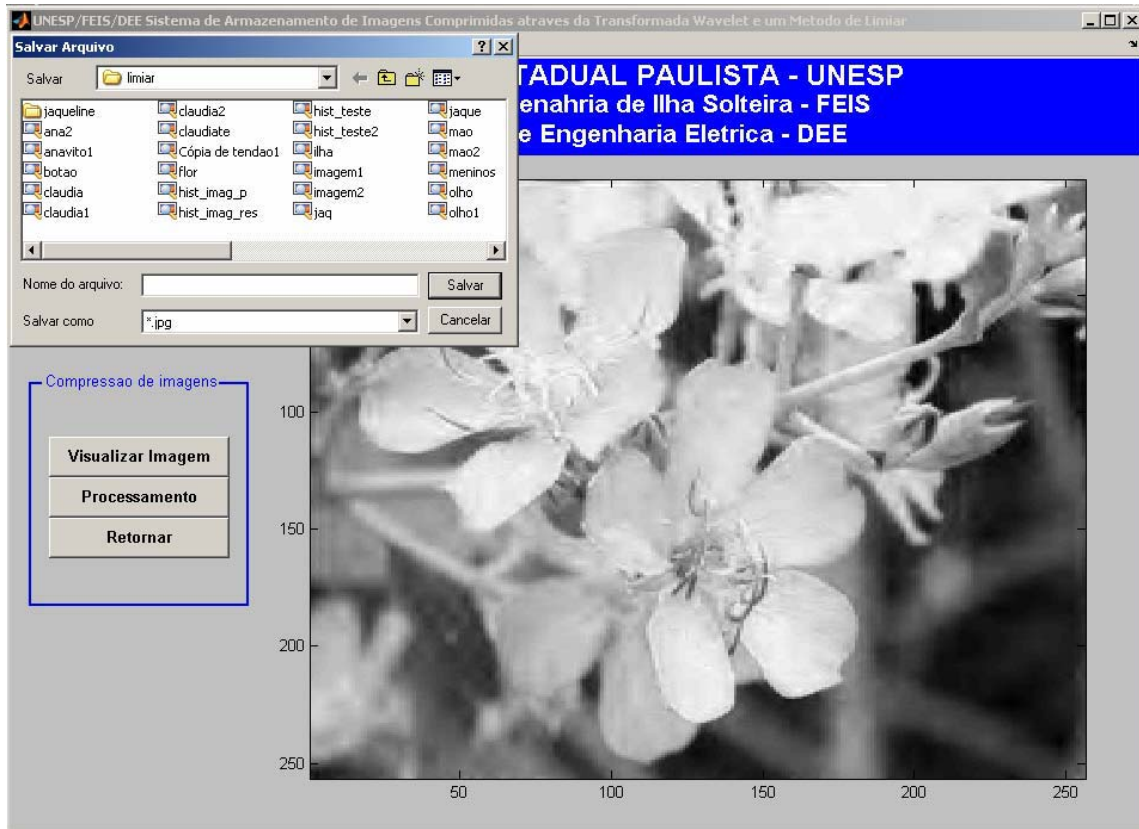 UNESP/FEIS/DEE Sistema de Armazenamento de Imagens Comprimidas atraves da Transformada Wavelet e um Metodo de Limiar
Salvar Arquivo
Salvar
limiar
jaqueline
ana2
anavito1
botao
claudia
claudia1
claudia2
claudiate
Cópia de tendao1
flor
hist_imag_p
hist_imag_res
hist_teste
hist_teste2
ilha
imagem1
imagem2
jaq
jaque
mao
mao2
meninos
olho
olho1
Nome do arquivo:
Salvar
Salvar como
*.jpg
Cancelar
TADUAL PAULISTA - UNESP
enahria de Ilha Solteira - FEIS
e Engenharia Eletrica - DEE
Compressao de imagens
Visualizar Imagem
Processamento
Retornar
100
150
200
250
50
100
150
200
250